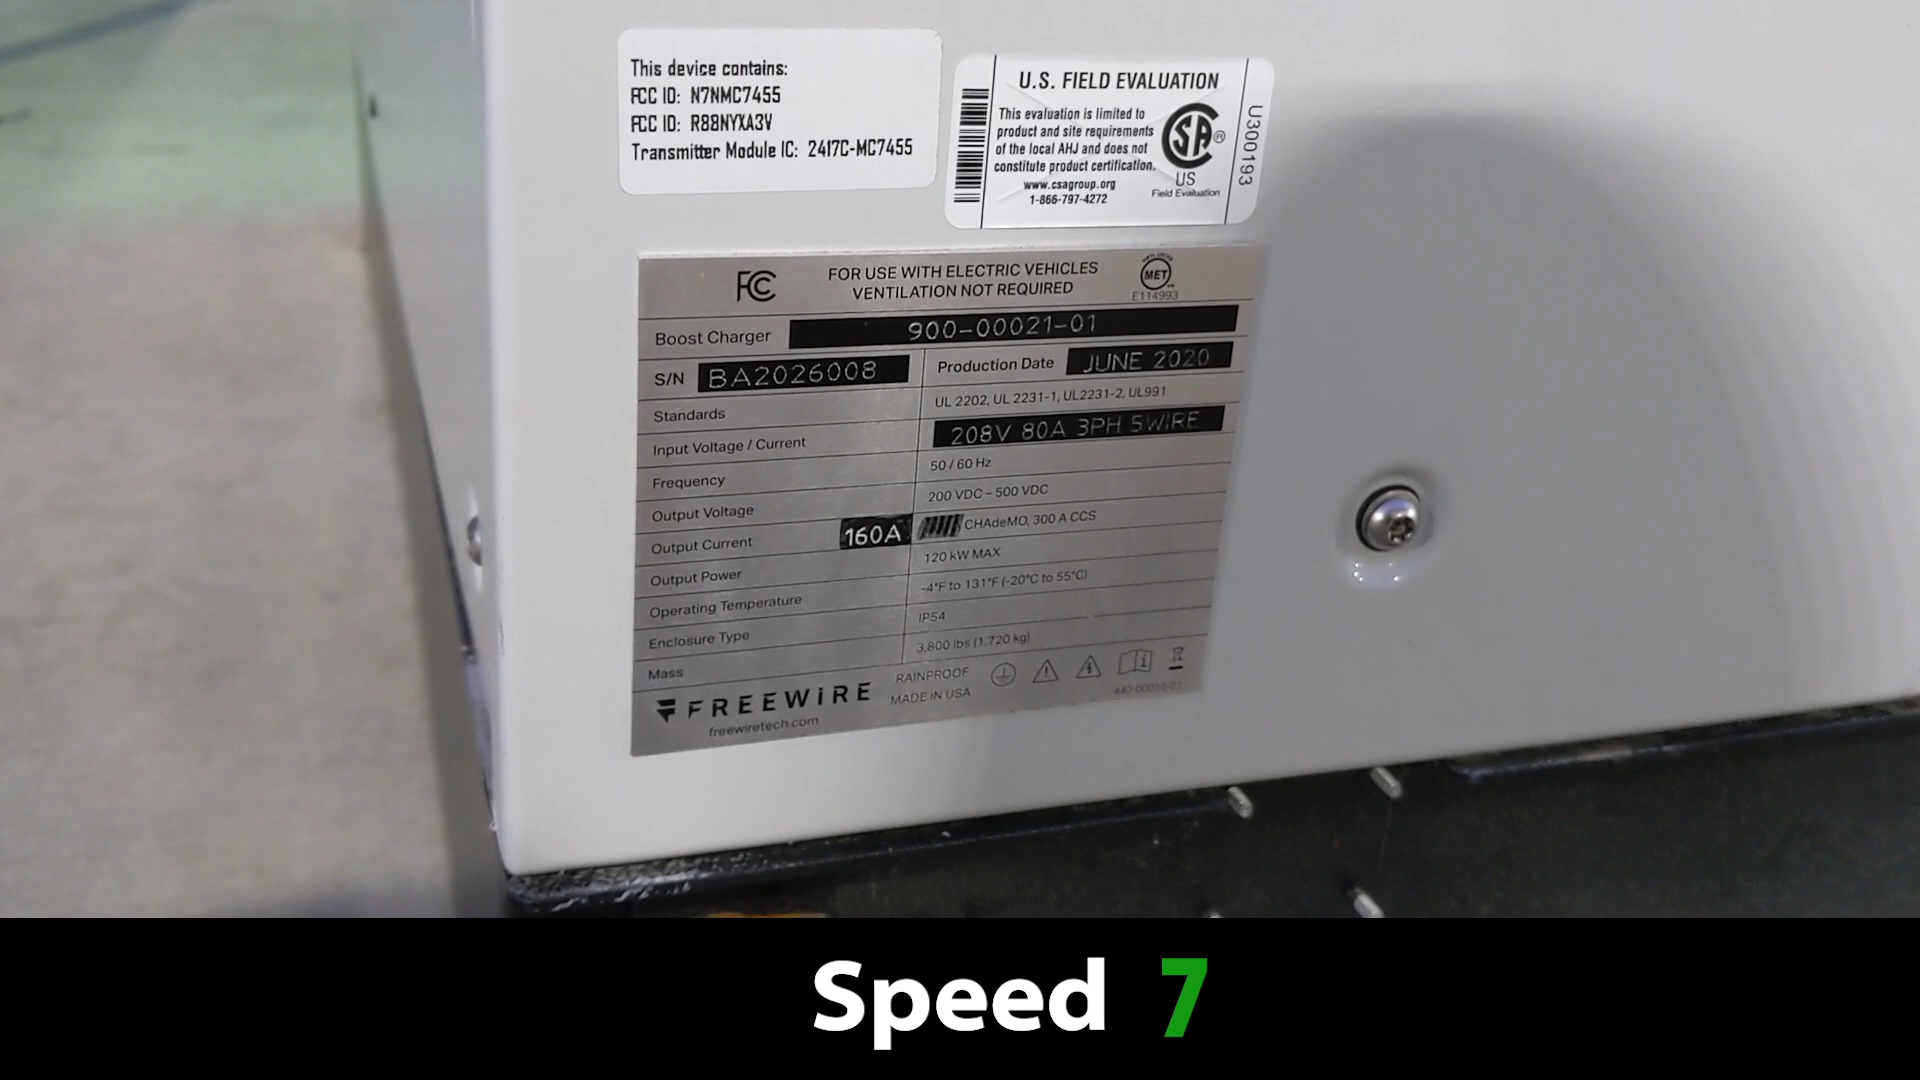 This device contains:
FCC ID: N7NMC7455
FCC ID: R88NYXA3V
Transmitter Module IC: 2417C-MC7455
U.S. FIELD EVALUATION
This evaluation is limited to
product and site requirements
of the local AHJ and does not
constitute product certification.
www.csagroup.org
1-866-797-4272
SA®
US
Field Evaluation
U300193
FC
FOR USE WITH ELECTRIC VEHICLES
VENTILATION NOT REQUIRED
MET
E114993
Boost Charger 900-00021-01
S/N BA2026008 Production Date JUNE 2020
Standards UL 2202, UL 2231-1, UL2231-2, UL991
Input Voltage / Current 208V 80A 3PH 5WIRE
Frequency 50 / 60 Hz
Output Voltage 200 VDC – 500 VDC
Output Current 160A CHAdeMO, 300 A CCS
Output Power 120 kW MAX
Operating Temperature -4°F to 131°F (-20°C to 55°C)
Enclosure Type IP54
Mass 3,800 lbs (1,720 kg)
FREEWiRE
freewiretech.com
RAINPROOF
MADE IN USA
440-00010-01
Speed 7